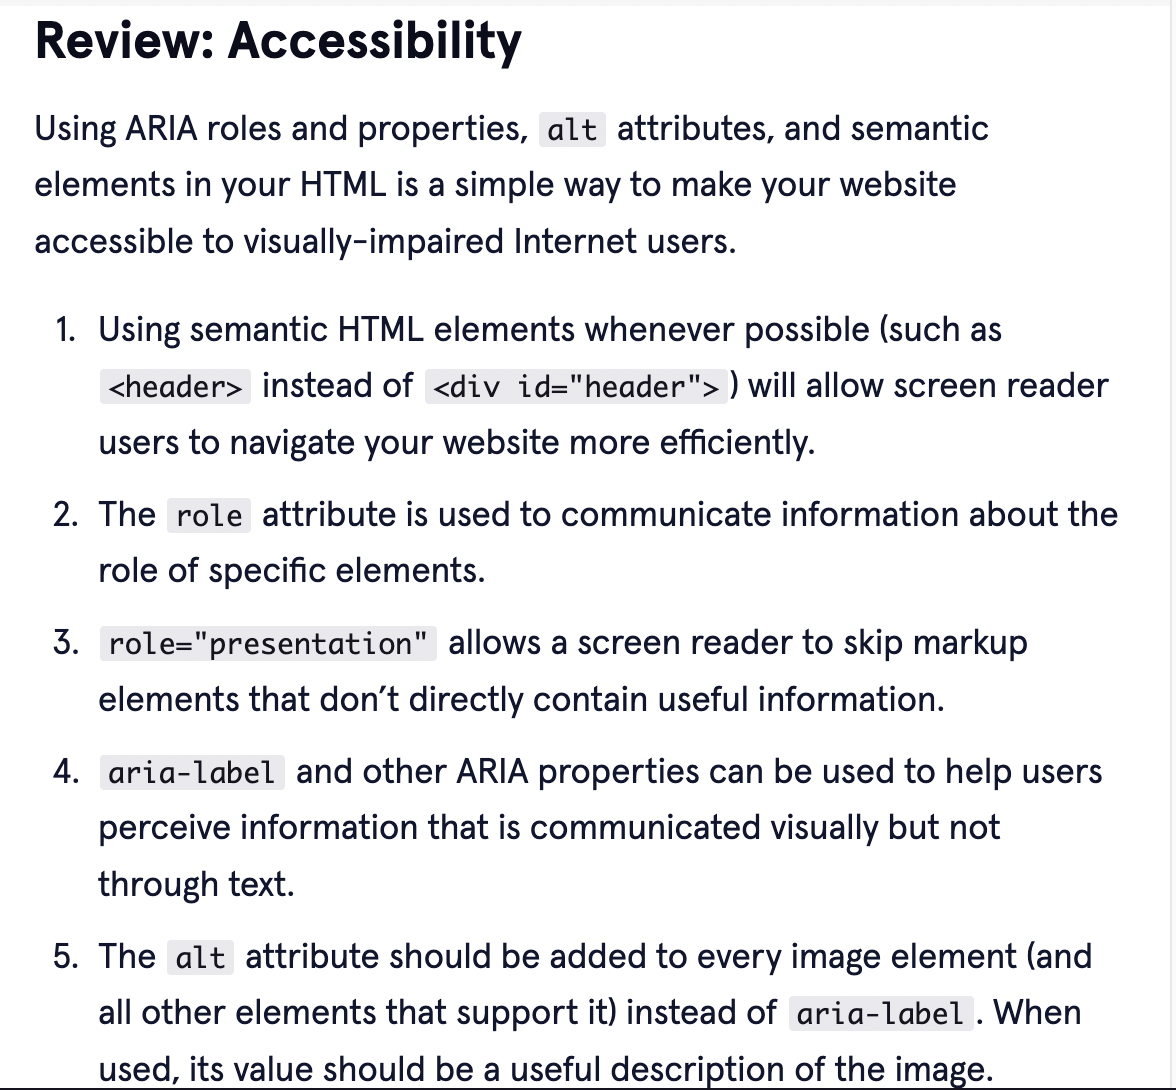 Review: Accessibility
Using ARIA roles and properties, alt attributes, and semantic
elements in your HTML is a simple way to make your website
accessible to visually-impaired Internet users.
1. Using semantic HTML elements whenever possible (such as
<header> instead of <div id="header">) will allow screen reader
users to navigate your website more efficiently.
2. The role attribute is used to communicate information about the
role of specific elements.
3. role="presentation" allows a screen reader to skip markup
elements that don’t directly contain useful information.
4. aria-label and other ARIA properties can be used to help users
perceive information that is communicated visually but not
through text.
5. The alt attribute should be added to every image element (and
all other elements that support it) instead of aria-label. When
used, its value should be a useful description of the image.